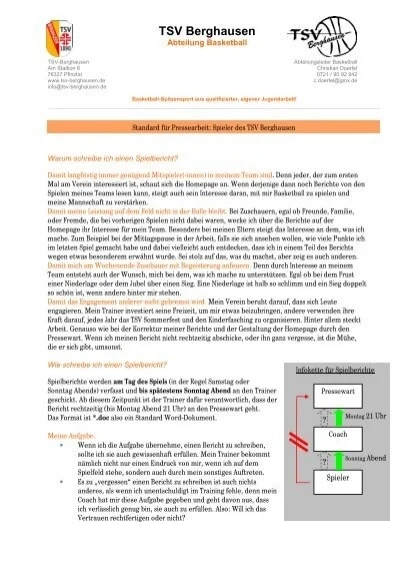 TSV Berghausen
Abteilung Basketball
TSV
1890
TSV
Berghausen
TSV-Berghausen
Am Stadion 6
76327 Pfinztal
www.tsv-berghausen.de
info@tsv-berghausen.de
Abteilungsleiter Basketball
Christian Doerfel
0721 / 80 92 942
c.doerfel@gmx.de
Basketball-Spitzensport aus qualifizierter, eigener Jugendarbeit!
Standard für Pressearbeit: Spieler des TSV Berghausen
Warum schreibe ich einen Spielbericht?
Damit langfristig immer genügend Mitspieler(-innen) in meinem Team sind. Denn jeder, der zum ersten
Mal am Verein interessiert ist, schaut sich die Homepage an. Wenn derjenige dann noch Berichte von den
Spielen meines Teams lesen kann, steigt auch sein Interesse daran, mit mir Basketball zu spielen und
meine Mannschaft zu verstärken.
Damit meine Leistung auf dem Feld nicht in der Halle bleibt. Bei Zuschauern, egal ob Freunde, Familie,
oder Fremde, die bei vorherigen Spielen nicht dabei waren, wecke ich über die Berichte auf der
Homepage ihr Interesse für mein Team. Besonders bei meinen Eltern steigt das Interesse an dem, was ich
mache. Zum Beispiel bei der Mittagspause in der Arbeit, falls sie sich ansehen wollen, wie viele Punkte ich
im letzten Spiel gemacht habe und dabei vielleicht auch entdecken, dass ich in einem Teil des Berichtes
wegen etwas besonderem erwähnt wurde. Sei stolz auf das, was du machst, aber zeig es auch anderen.
Damit mich am Wochenende Zuschauer mit Begeisterung anfeuern. Denn durch Interesse an meinem
Team entsteht auch der Wunsch, mich bei dem, was ich mache zu unterstützen. Egal ob bei dem Frust
einer Niederlage oder dem Jubel über einen Sieg. Eine Niederlage ist halb so schlimm und ein Sieg doppelt
so schön ist, wenn andere hinter mir stehen.
Damit das Engagement anderer nicht gebremst wird. Mein Verein beruht darauf, dass sich Leute
engagieren. Mein Trainer investiert seine Freizeit, um mir etwas beizubringen, andere verwenden ihre
Kraft darauf, jedes Jahr das TSV Sommerfest und den Kinderfasching zu organisieren. Hinter allem steckt
Arbeit. Genauso wie bei der Korrektur meiner Berichte und der Gestaltung der Homepage durch den
Pressewart. Wenn ich meinen Bericht nicht rechtzeitig abschicke, oder ihn ganz vergesse, ist die Mühe,
die er sich gibt, umsonst.
Wie schreibe ich einen Spielbericht?
Spielberichte werden am Tag des Spiels (in der Regel Samstag oder
Sonntag Abends) verfasst und bis spätestens Sonntag Abend an den Trainer
geschickt. Ab diesem Zeitpunkt ist der Trainer dafür verantwortlich, dass der
Bericht rechtzeitig (bis Montag Abend 21 Uhr) an den Pressewart geht.
Das Format ist *.doc also ein Standard Word-Dokument.
Meine Aufgabe:
Wenn ich die Aufgabe übernehme, einen Bericht zu schreiben,
sollte ich sie auch gewissenhaft erfüllen. Mein Trainer bekommt
nämlich nicht nur einen Eindruck von mir, wenn ich auf dem
Spielfeld stehe, sondern auch durch mein sonstiges Auftreten.
Es zu „vergessen“ einen Bericht zu schreiben ist auch nichts
anderes, als wenn ich unentschuldigt im Training fehle, denn mein
Coach hat mir diese Aufgabe gegeben und geht davon aus, dass
ich verlässlich genug bin, sie auch zu erfüllen. Also: Will ich das
Vertrauen rechtfertigen oder nicht?
Infokette für Spielberichte
Pressewart
Montag 21 Uhr
Coach
Sonntag Abend
Spieler